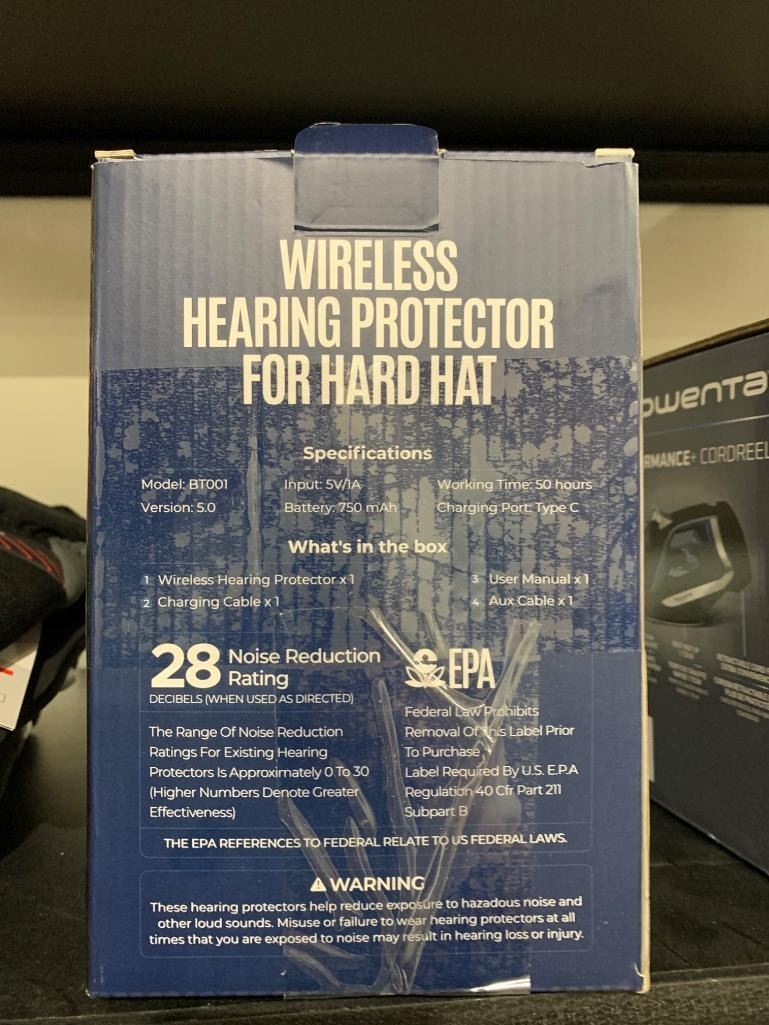 WIRELESS
HEARING PROTECTOR
FOR HARD HAT
Specifications
Model: BT001
Input: 5V/1A
Working Time: 50 hours
Version: 5.0
Battery: 750 mAh
Charging Port: Type C
What's in the box
1 Wireless Hearing Protector x 1
3 User Manual x 1
2 Charging Cable x 1
4 Aux Cable x 1
28 Noise Reduction
Rating
DECIBELS (WHEN USED AS DIRECTED)
The Range Of Noise Reduction
Ratings For Existing Hearing
Protectors Is Approximately 0 To 30
(Higher Numbers Denote Greater
Effectiveness)
EPA
Federal Law Prohibits
Removal Of This Label Prior
To Purchase
Label Required By U.S. E.P.A
Regulation 40 Cfr Part 211
Subpart B
THE EPA REFERENCES TO FEDERAL RELATE TO US FEDERAL LAWS.
WARNING
These hearing protectors help reduce exposure to hazadous noise and
other loud sounds. Misuse or failure to wear hearing protectors at all
times that you are exposed to noise may result in hearing loss or injury.
owenta
RMANCE+ CORDREEL